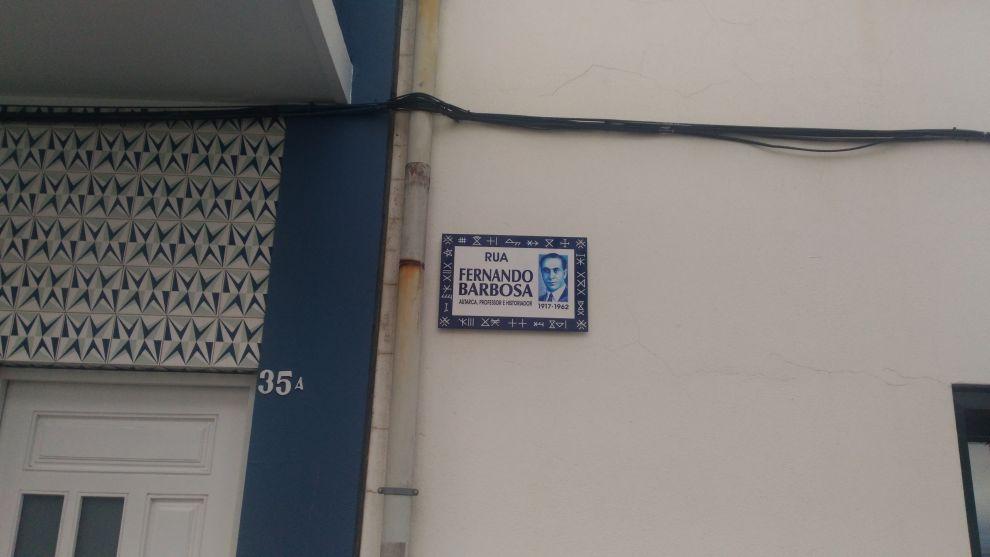 RUA
FERNANDO
BARBOSA
AUTARCA, PROFESSOR E HISTORIADOR
1917-1962
35A